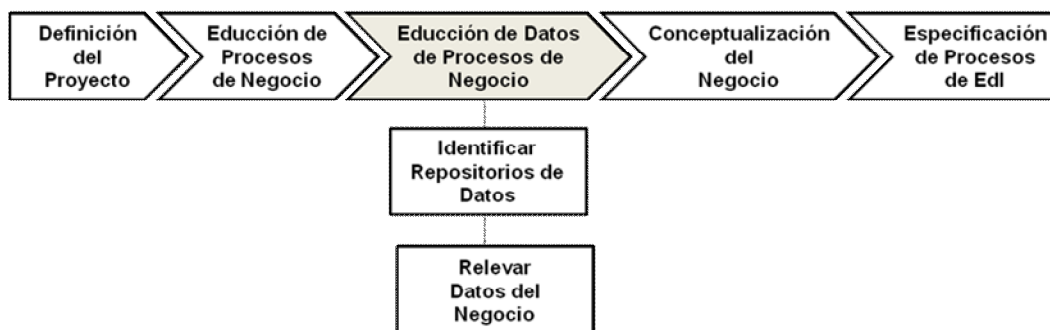 Definición
del
Proyecto
Educción de
Procesos
de Negocio
Educción de Datos
de Procesos de
Negocio
Conceptualización
del
Negocio
Especificación
de Procesos
de EdI
Identificar
Repositorios de
Datos
Relevar
Datos del
Negocio